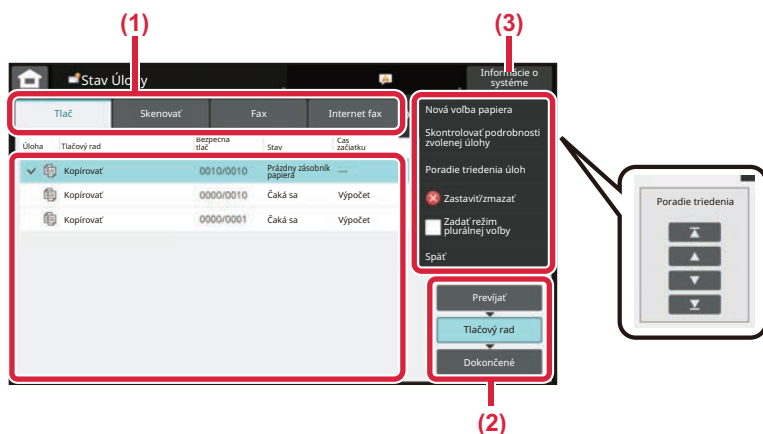 (1)
(3)
Stav Úlohy
Informácie o
systéme
Tlač
Skenovať
Fax
Internet fax
Úloha
Tlačový rad
Bezpečná
tlač
Stav
Čas
začiatku
Kopírovať
0010/0010
Prázdny zásobník
papiera
—
Kopírovať
0000/0010
Čaká sa
Výpočet
Kopírovať
0000/0001
Čaká sa
Výpočet
Nová voľba papiera
Skontrolovať podrobnosti
zvolenej úlohy
Poradie triedenia úloh
Zastaviť/zmazať
Zadať režim
plurálnej voľby
Späť
Prevíjať
Tlačový rad
Dokončené
Poradie triedenia
(2)